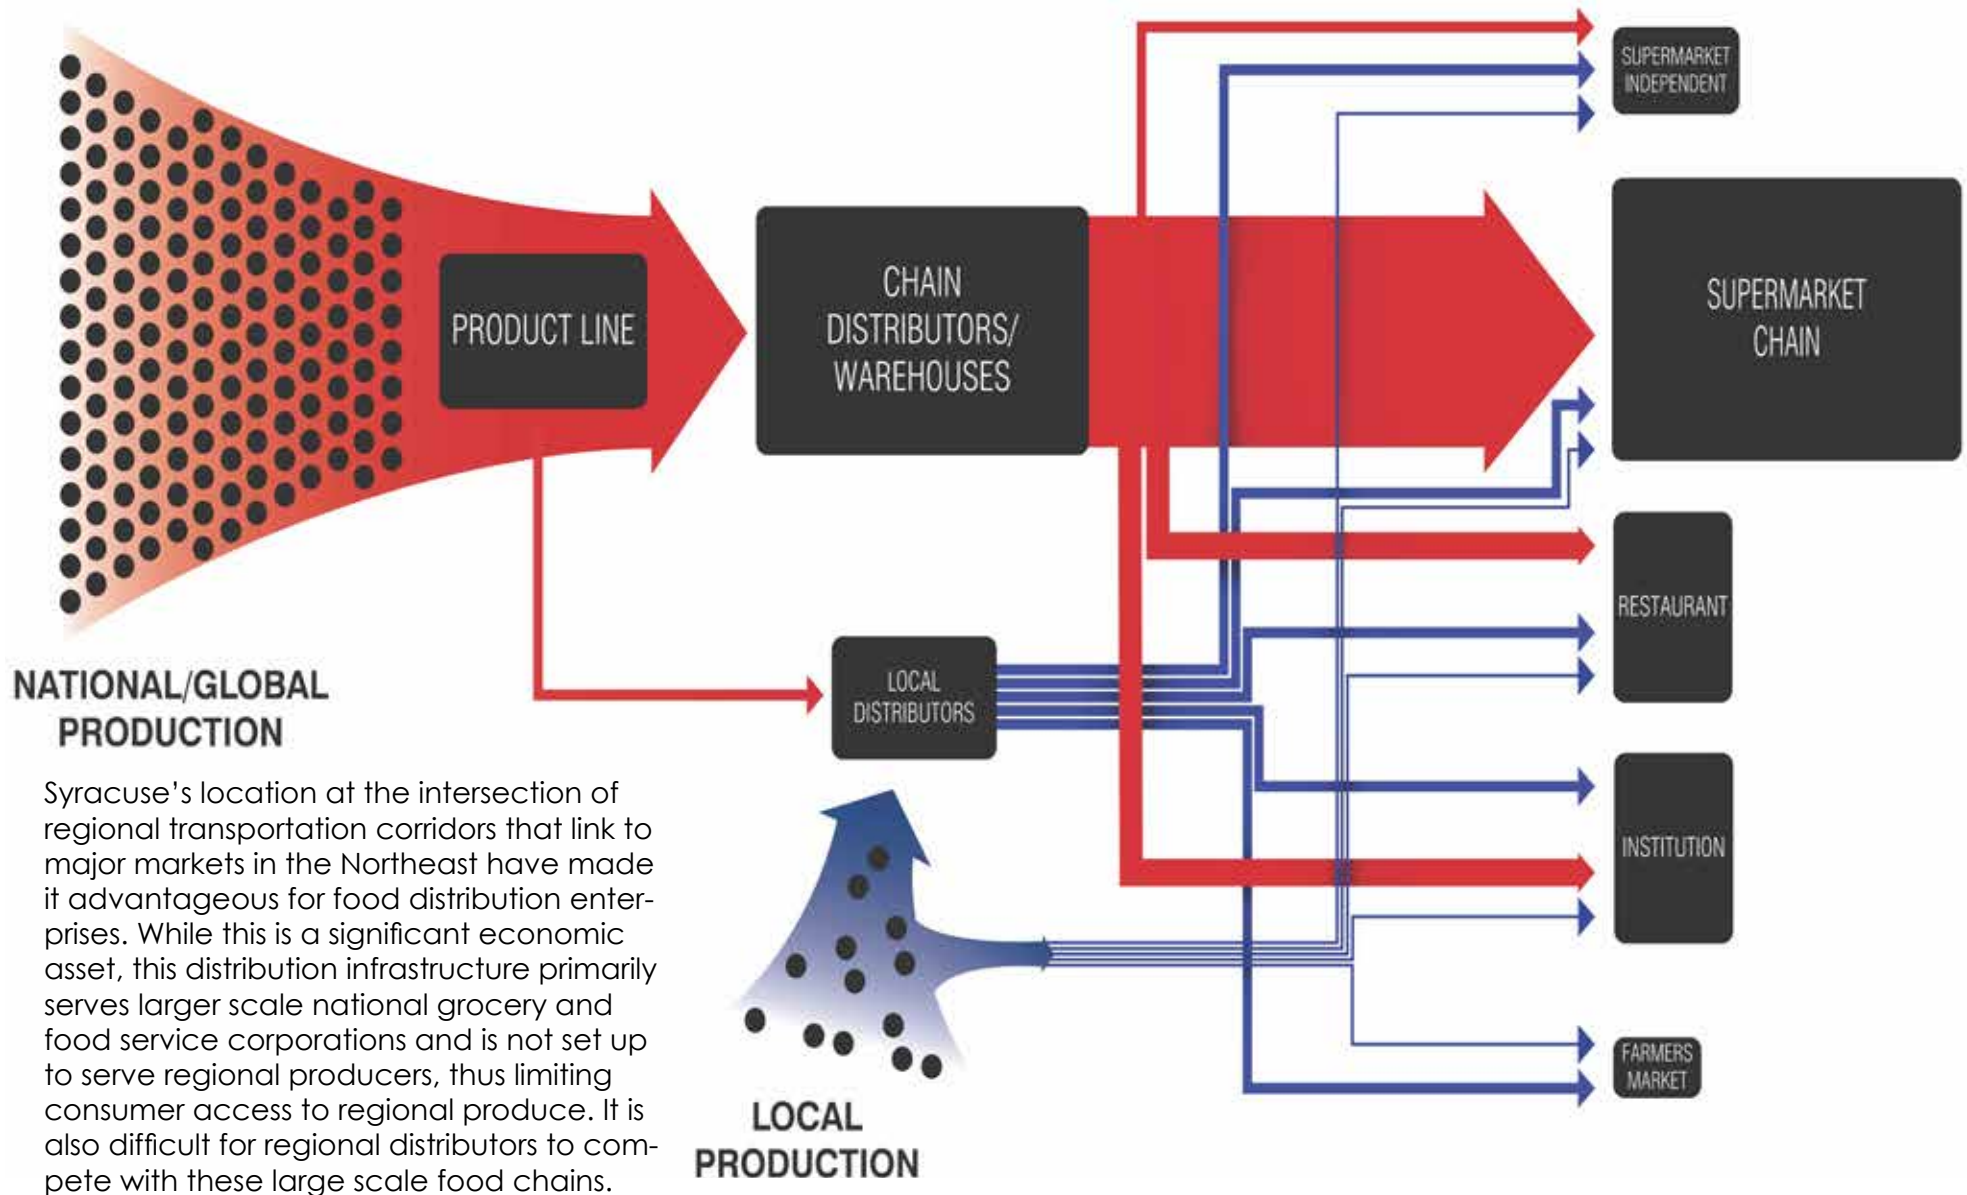 SUPERMARKET
INDEPENDENT
CHAIN
DISTRIBUTORS/
WAREHOUSES
SUPERMARKET
CHAIN
PRODUCT LINE
RESTAURANT
NATIONAL/GLOBAL
PRODUCTION
LOCAL
DISTRIBUTORS
INSTITUTION
Syracuse’s location at the intersection of
regional transportation corridors that link to
major markets in the Northeast have made
it advantageous for food distribution enter-
prises. While this is a significant economic
asset, this distribution infrastructure primarily
serves larger scale national grocery and
food service corporations and is not set up
to serve regional producers, thus limiting
consumer access to regional produce. It is
also difficult for regional distributors to com-
pete with these large scale food chains.
FARMERS
MARKET
LOCAL
PRODUCTION